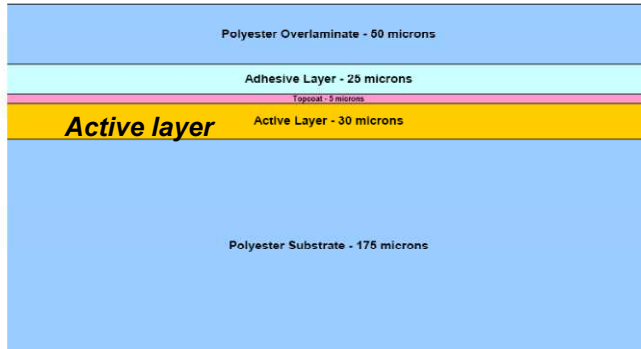 Polyester Overlaminate - 50 microns
Adhesive Layer - 25 microns
Topcoat - 5 microns
Active layer
Active Layer - 30 microns
Polyester Substrate - 175 microns